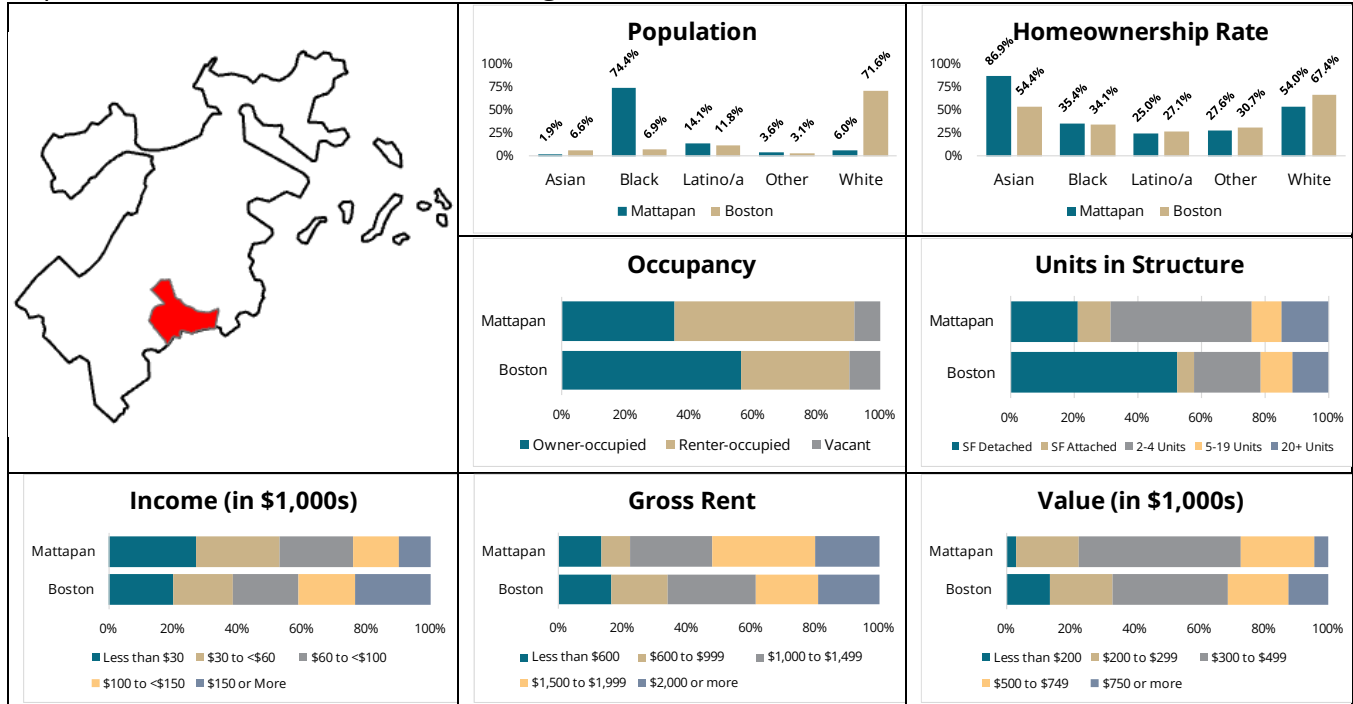 Population
100%
75%
50%
25%
0%
1.9%
6.6%
74.4%
6.9%
14.1%
11.8%
3.6%
3.1%
6.0%
71.6%
Asian Black Latino/a Other White
Mattapan Boston
Homeownership Rate
100%
75%
50%
25%
0%
86.9%
54.4%
35.4%
34.1%
25.0%
27.1%
27.6%
30.7%
54.0%
67.4%
Asian Black Latino/a Other White
Mattapan Boston
Occupancy
Mattapan
Boston
0% 20% 40% 60% 80% 100%
Owner-occupied Renter-occupied Vacant
Units in Structure
Mattapan
Boston
0% 20% 40% 60% 80% 100%
SF Detached SF Attached 2-4 Units 5-19 Units 20+ Units
Income (in $1,000s)
Mattapan
Boston
0% 20% 40% 60% 80% 100%
Less than $30 $30 to <$60 $60 to <$100
$100 to <$150 $150 or More
Gross Rent
Mattapan
Boston
0% 20% 40% 60% 80% 100%
Less than $600 $600 to $999 $1,000 to $1,499
$1,500 to $1,999 $2,000 or more
Value (in $1,000s)
Mattapan
Boston
0% 20% 40% 60% 80% 100%
Less than $200 $200 to $299 $300 to $499
$500 to $749 $750 or more